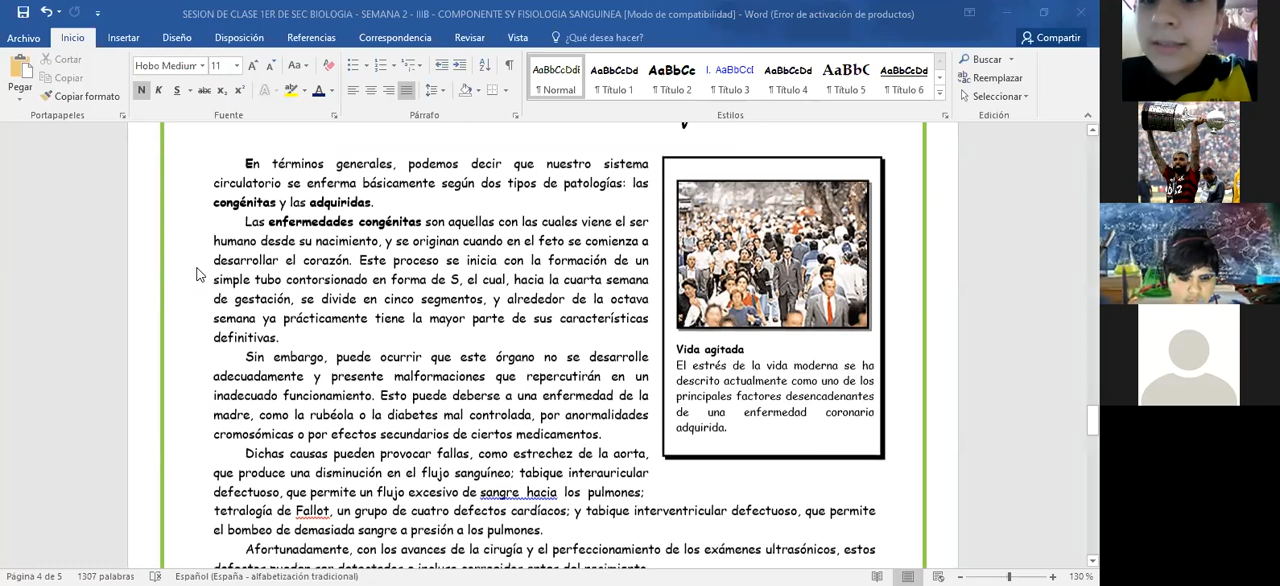 SESION DE CLASE 1ER DE SEC BIOLOGIA - SEMANA 2 - IIIB - COMPONENTE SY FISIOLOGIA SANGUINEA [Modo de compatibilidad] - Word (Error de activación de productos)
Archivo Inicio Insertar Diseño Disposición Referencias Correspondencia Revisar Vista ¿Qué desea hacer? Compartir
Pegar
Cortar
Copiar
Copiar formato
Portapapeles
Hobo Medium 11
N K S abc x₂ x²
Fuente
Párrafo
AaBbCcDdE AaBbCcDd AaBbCc I. AaBbCcI AaBbCcDd AaBbC AaBbCcDd
¶ Normal ¶ Título 1 ¶ Título 2 ¶ Título 3 ¶ Título 4 ¶ Título 5 ¶ Título 6
Estilos
Buscar
Reemplazar
Seleccionar
Edición
En términos generales, podemos decir que nuestro sistema
circulatorio se enferma básicamente según dos tipos de patologías: las
congénitas y las adquiridas.
Las enfermedades congénitas son aquellas con las cuales viene el ser
humano desde su nacimiento, y se originan cuando en el feto se comienza a
desarrollar el corazón. Este proceso se inicia con la formación de un
simple tubo contorsionado en forma de S, el cual, hacia la cuarta semana
de gestación, se divide en cinco segmentos, y alrededor de la octava
semana ya prácticamente tiene la mayor parte de sus características
definitivas.
Sin embargo, puede ocurrir que este órgano no se desarrolle
adecuadamente y presente malformaciones que repercutirán en un
inadecuado funcionamiento. Esto puede deberse a una enfermedad de la
madre, como la rubéola o la diabetes mal controlada, por anormalidades
cromosómicas o por efectos secundarios de ciertos medicamentos.
Dichas causas pueden provocar fallas, como estrechez de la aorta,
que produce una disminución en el flujo sanguíneo; tabique interauricular
defectuoso, que permite un flujo excesivo de sangre hacia los pulmones;
tetralogía de Fallot, un grupo de cuatro defectos cardíacos; y tabique interventricular defectuoso, que permite
el bombeo de demasiada sangre a presión a los pulmones.
Afortunadamente, con los avances de la cirugía y el perfeccionamiento de los exámenes ultrasónicos, estos
defectos pueden ser detectados e incluso corregidos antes del nacimiento.
Vida agitada
El estrés de la vida moderna se ha
descrito actualmente como uno de los
principales factores desencadenantes
de una enfermedad coronario
adquirida.
Página 4 de 5 1307 palabras Español (España - alfabetización tradicional) 130 %